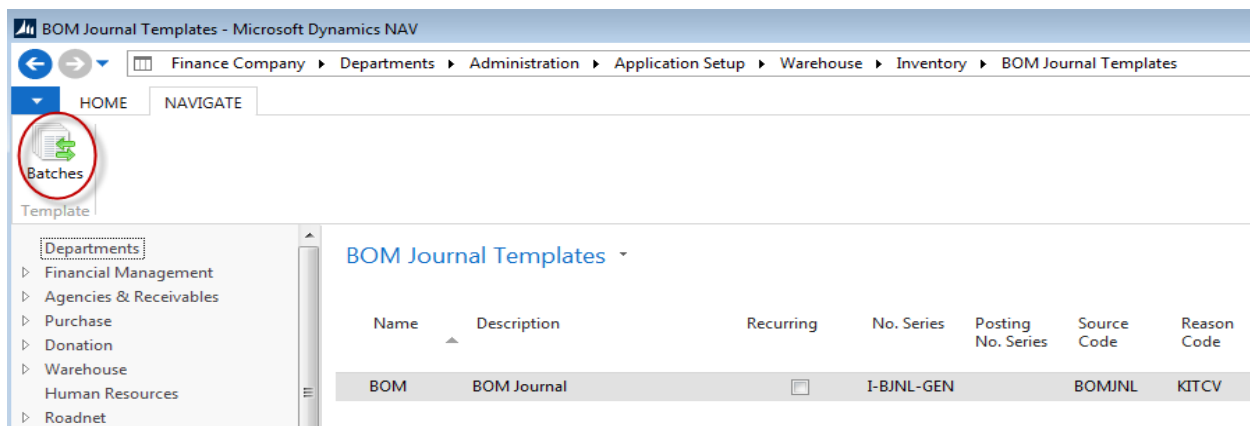 BOM Journal Templates - Microsoft Dynamics NAV
Finance Company Departments Administration Application Setup Warehouse Inventory BOM Journal Templates
HOME NAVIGATE
Batches
Template
Departments
Financial Management
Agencies & Receivables
Purchase
Donation
Warehouse
Human Resources
Roadnet
BOM Journal Templates
Name Description Recurring No. Series Posting No. Series Source Code Reason Code
BOM BOM Journal I-BJNL-GEN BOMJNL KITCV